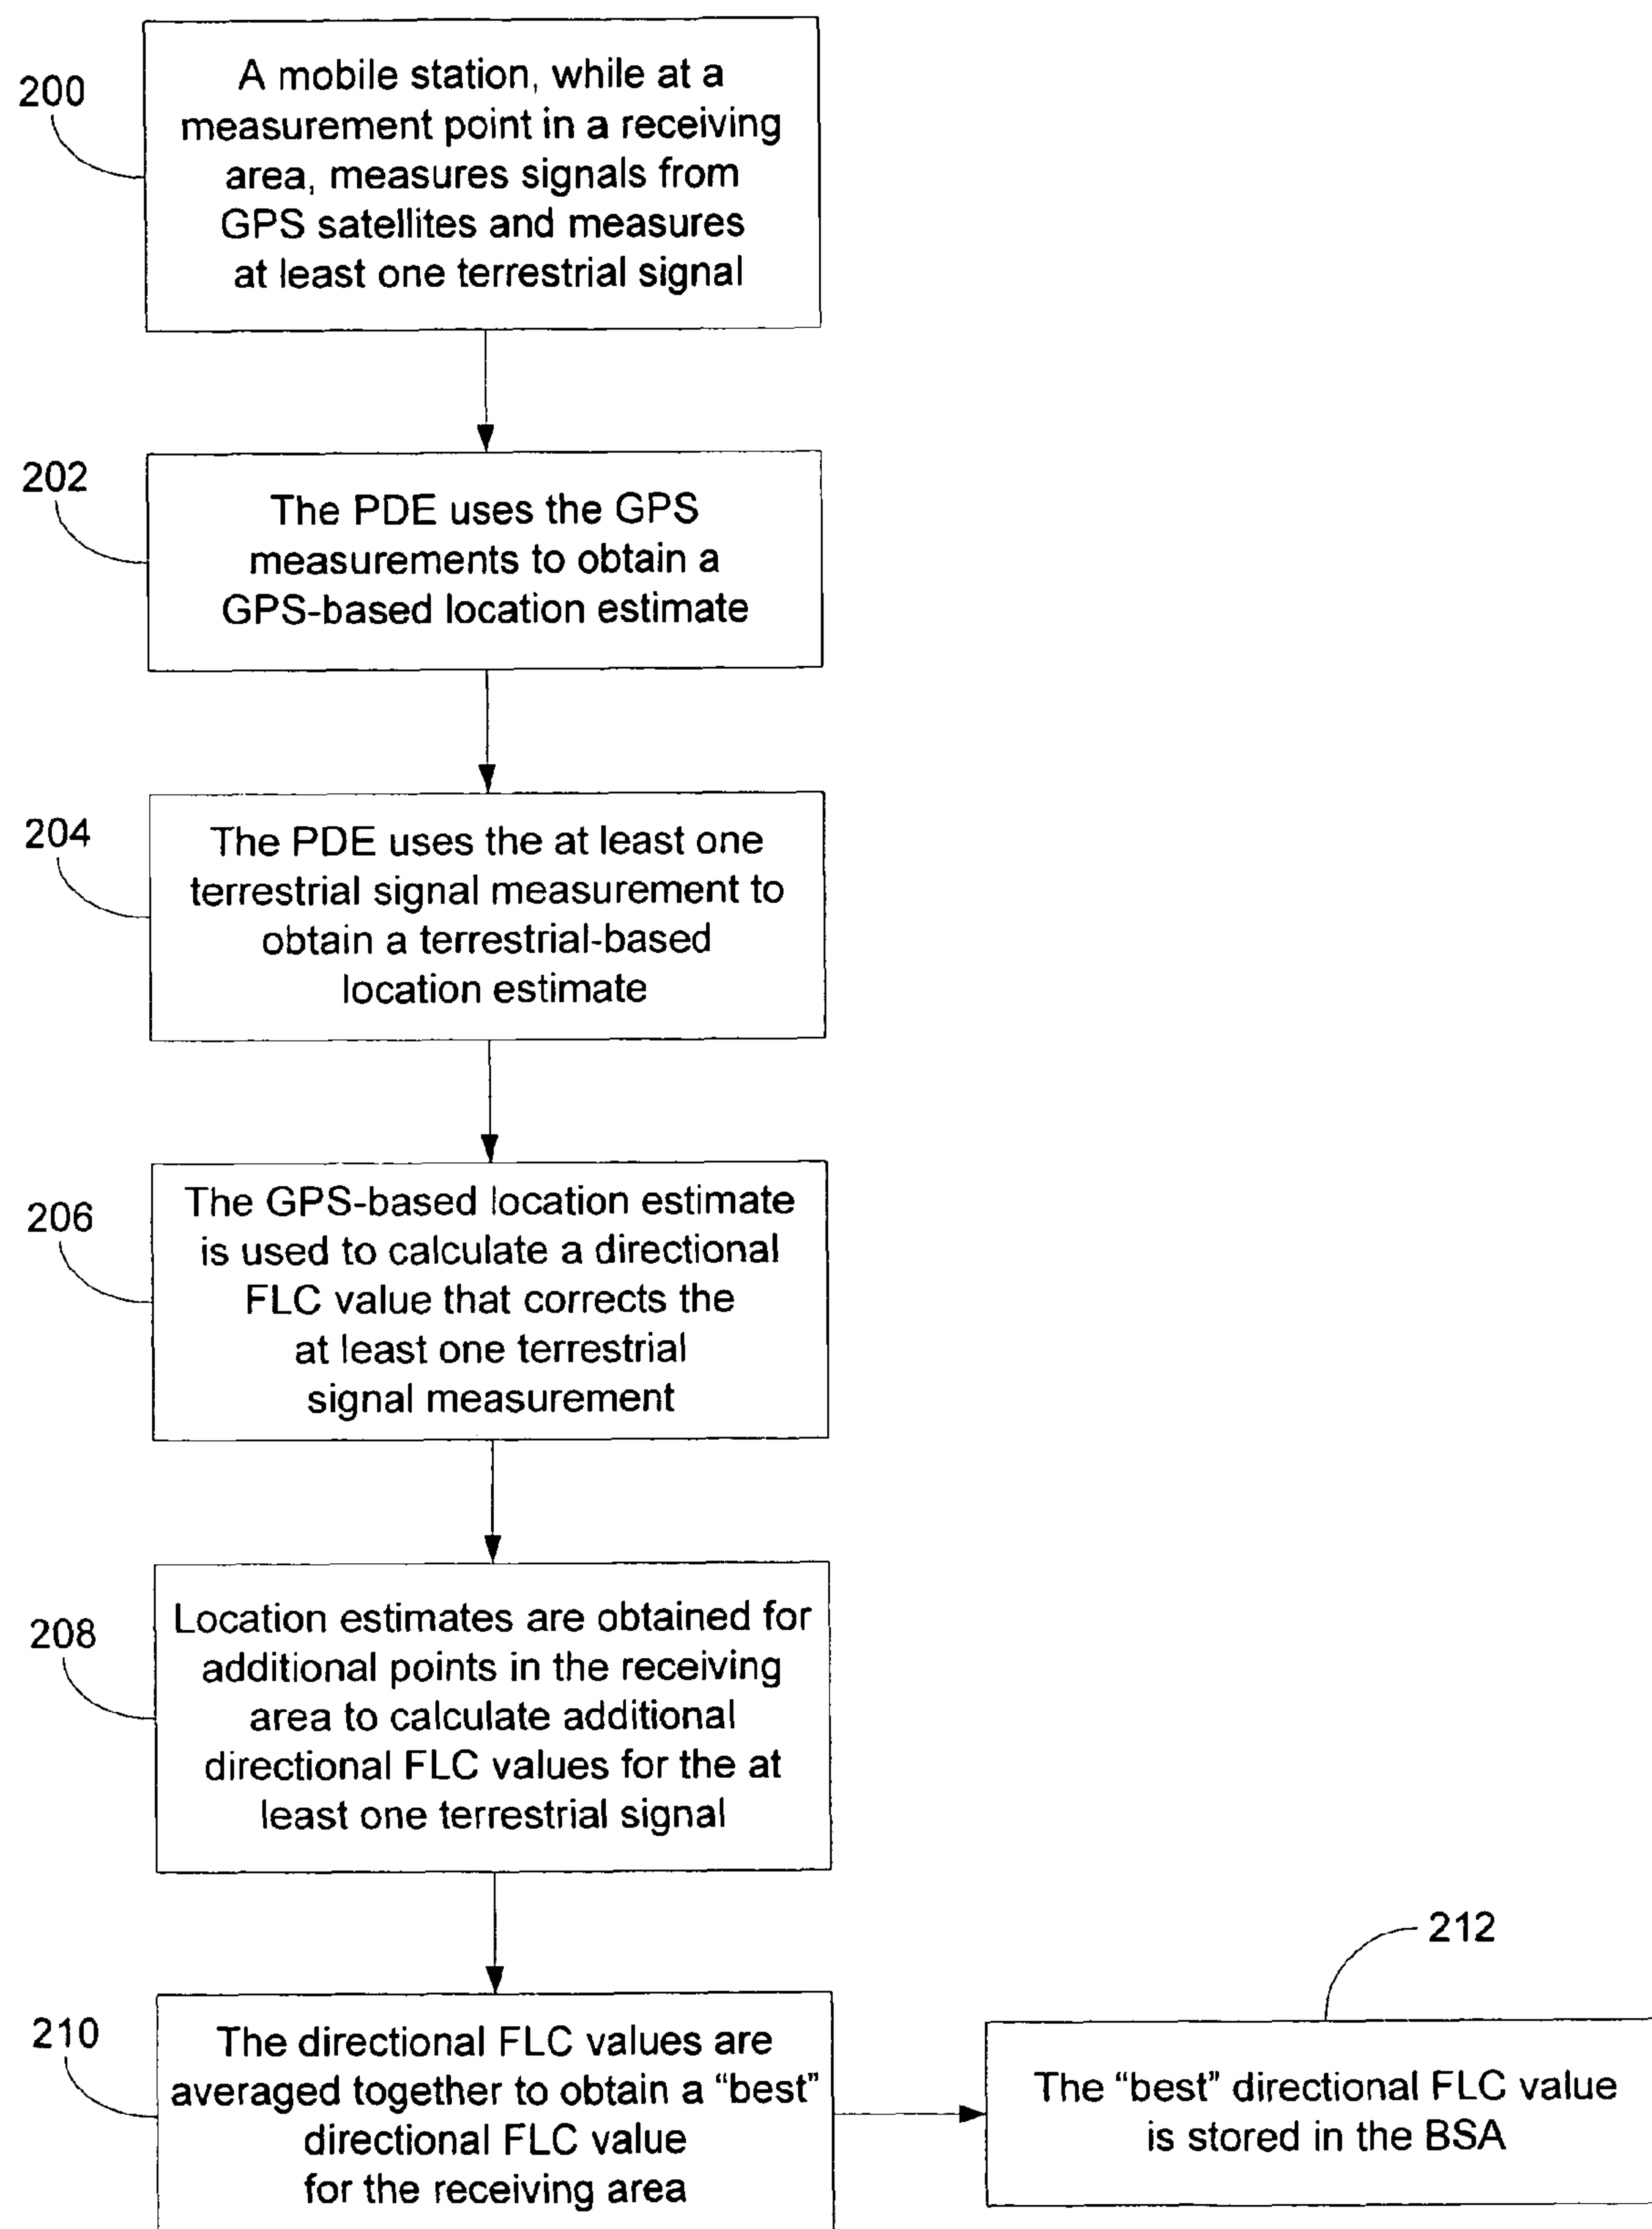 200
A mobile station, while at a
measurement point in a receiving
area, measures signals from
GPS satellites and measures
at least one terrestrial signal
202
The PDE uses the GPS
measurements to obtain a
GPS-based location estimate
204
The PDE uses the at least one
terrestrial signal measurement to
obtain a terrestrial-based
location estimate
206
The GPS-based location estimate
is used to calculate a directional
FLC value that corrects the
at least one terrestrial
signal measurement
208
Location estimates are obtained for
additional points in the receiving
area to calculate additional
directional FLC values for the at
least one terrestrial signal
210
The directional FLC values are
averaged together to obtain a “best”
directional FLC value
for the receiving area
212
The “best” directional FLC value
is stored in the BSA